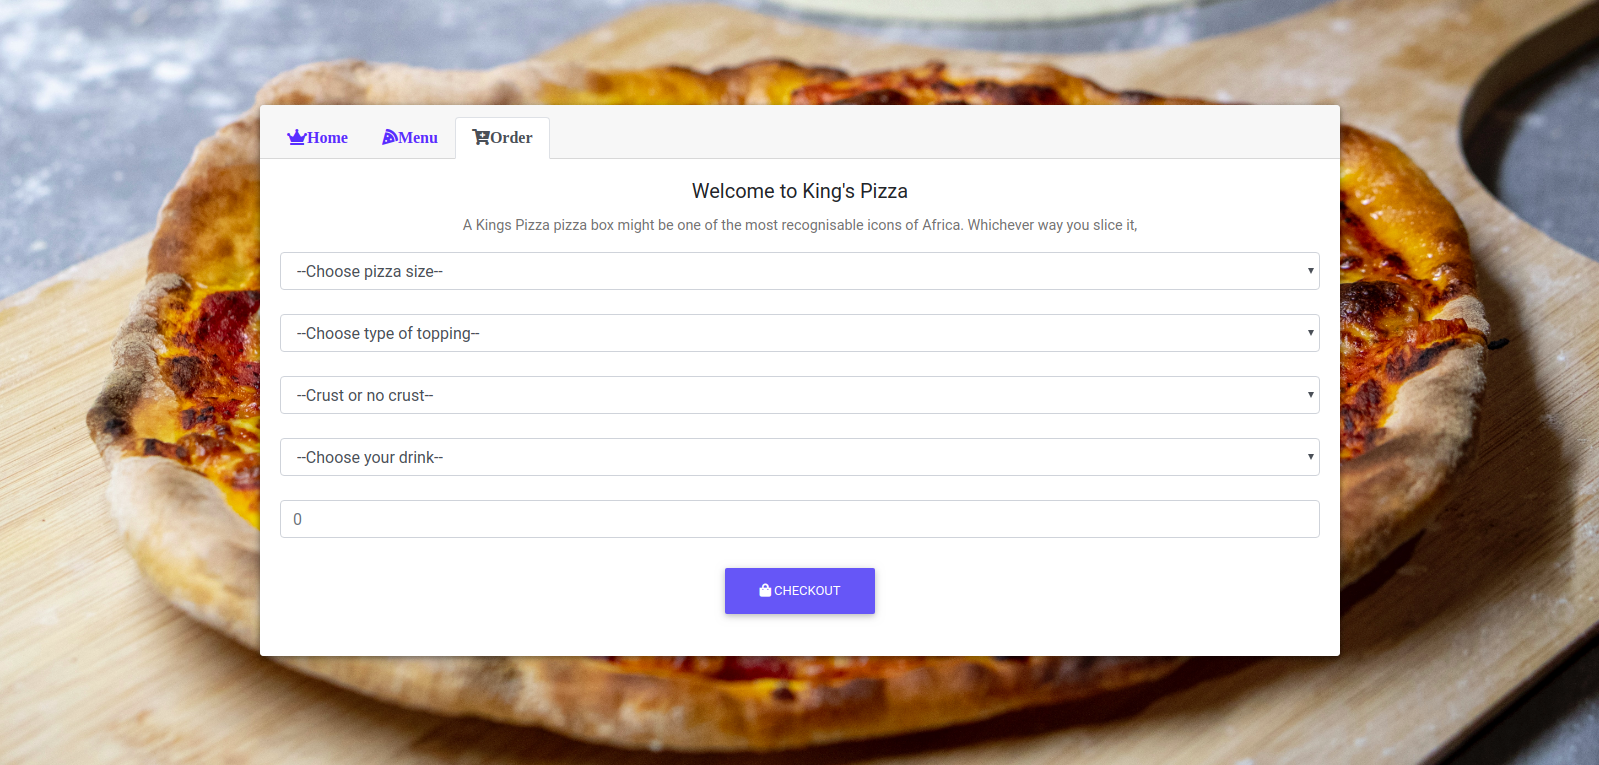 Home Menu Order
Welcome to King's Pizza
A Kings Pizza pizza box might be one of the most recognisable icons of Africa. Whichever way you slice it,
--Choose pizza size--
--Choose type of topping--
--Crust or no crust--
--Choose your drink--
0
CHECKOUT